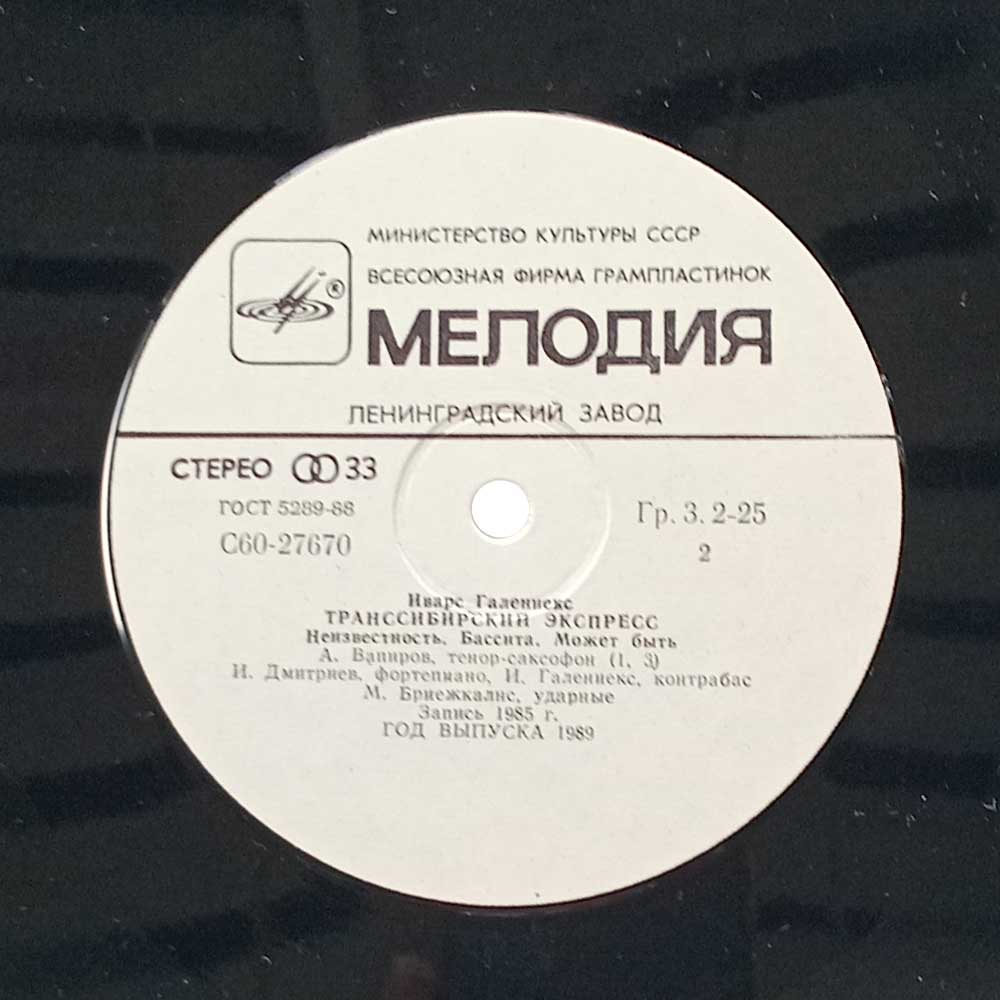 МИНИСТЕРСТВО КУЛЬТУРЫ СССР
ВСЕСОЮЗНАЯ ФИРМА ГРАМПЛАСТИНОК
®
МЕЛОДИЯ
ЛЕНИНГРАДСКИЙ ЗАВОД
СТЕРЕО 33
ГОСТ 5289-88
С60-27670
Гр. 3. 2-25
2
Иварс Галениекс
ТРАНССИБИРСКИЙ ЭКСПРЕСС
Неизвестность. Бассита. Может быть
А. Вапиров, тенор-саксофон (1, 3)
И. Дмитриев, фортепиано, И. Галениекс, контрабас
М. Бриежкалнс, ударные
Запись 1985 г.
ГОД ВЫПУСКА 1989